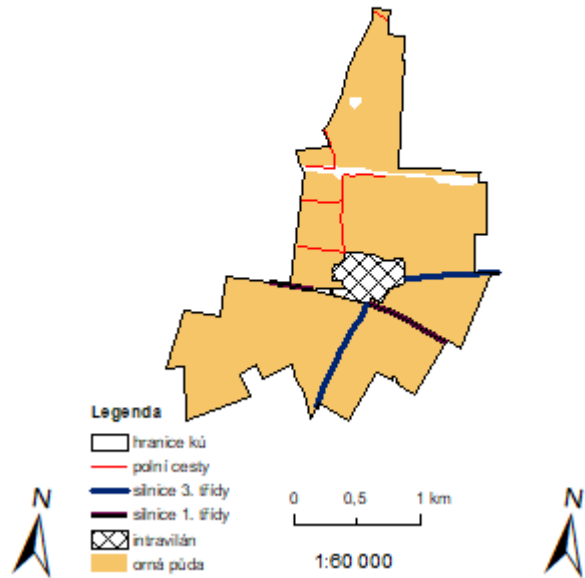 Legenda
hranice kú
polní cesty
silnice 3. třídy
silnice 1. třídy
intravilán
orná půda
N
0 0,5 1 km
1:60 000
N